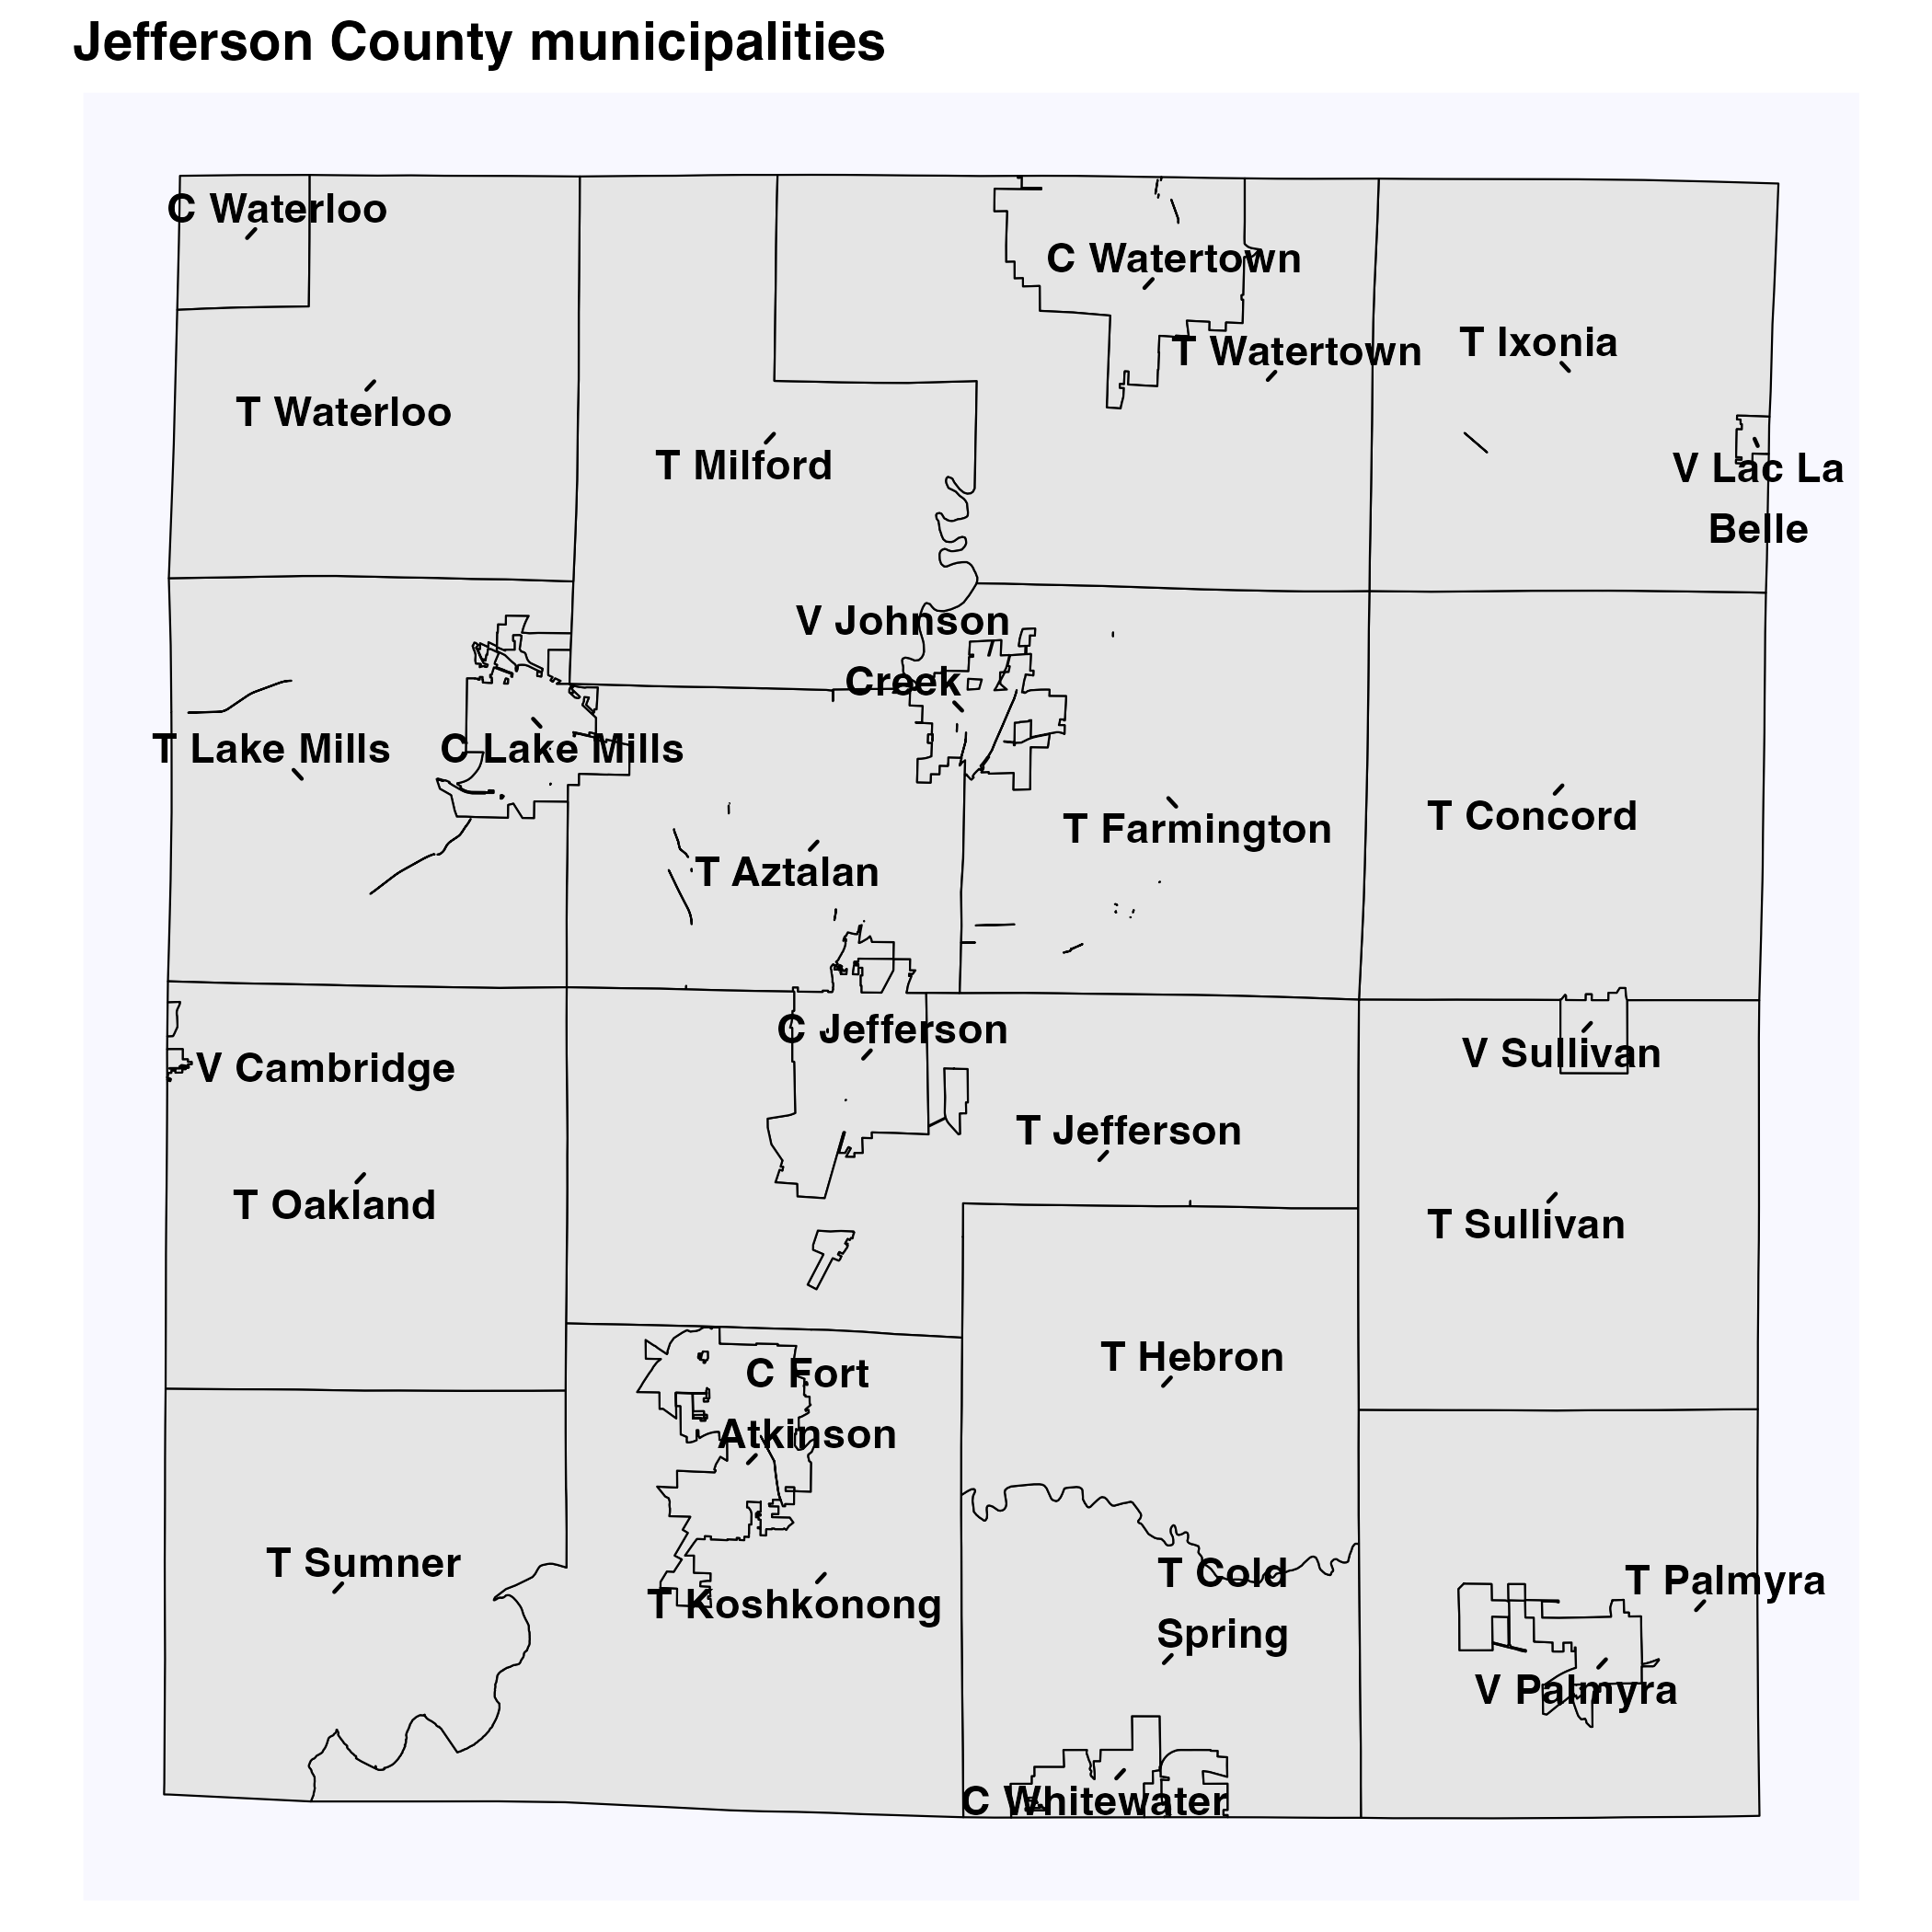 Jefferson County municipalities
C Waterloo
C Watertown
T Watertown
T Ixonia
T Waterloo
T Milford
V Lac La
Belle
V Johnson
Creek
T Lake Mills
C Lake Mills
T Farmington
T Concord
T Aztalan
C Jefferson
V Sullivan
V Cambridge
T Jefferson
T Oakland
T Sullivan
T Hebron
C Fort
Atkinson
T Sumner
T Koshkonong
T Cold
Spring
T Palmyra
V Palmyra
C Whitewater